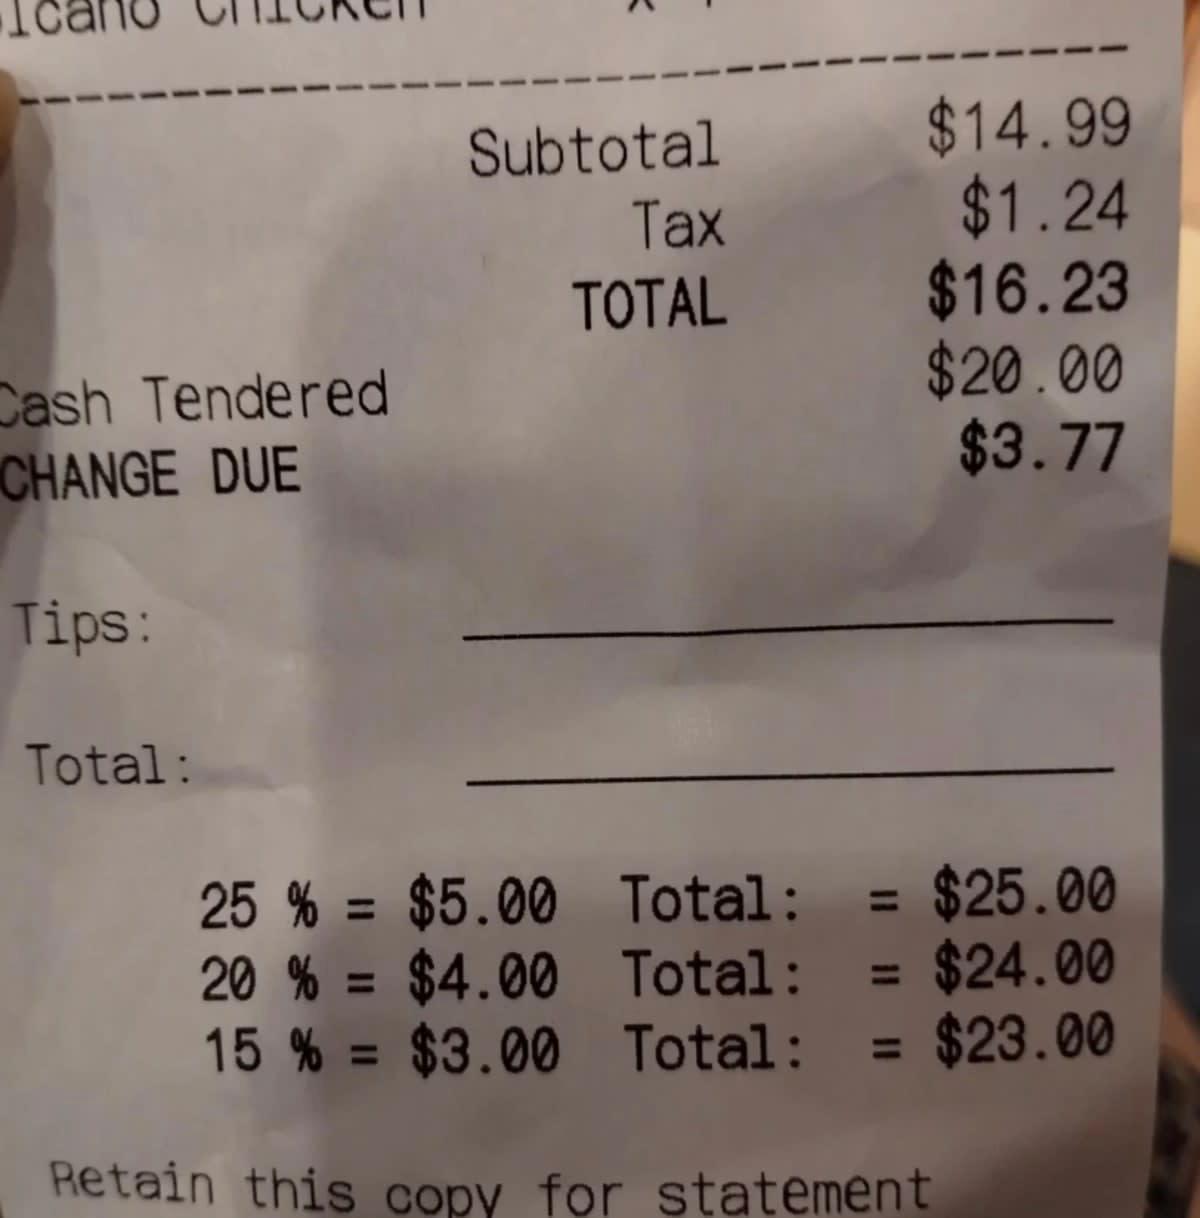 Chicken
Subtotal $14.99
Tax $1.24
TOTAL $16.23
Cash Tendered $20.00
CHANGE DUE $3.77
Tips:
Total:
25 % = $5.00 Total: = $25.00
20 % = $4.00 Total: = $24.00
15 % = $3.00 Total: = $23.00
Retain this copy for statement